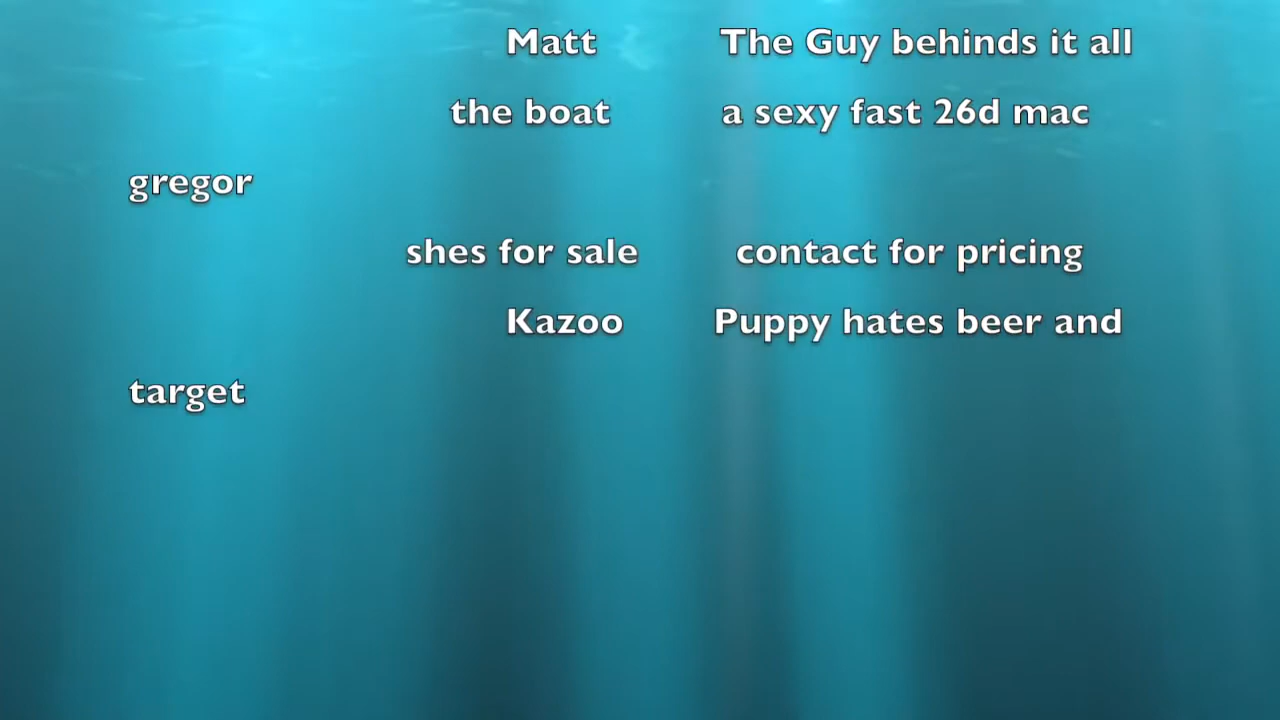 Matt The Guy behinds it all
the boat a sexy fast 26d mac
gregor
shes for sale contact for pricing
Kazoo Puppy hates beer and
target